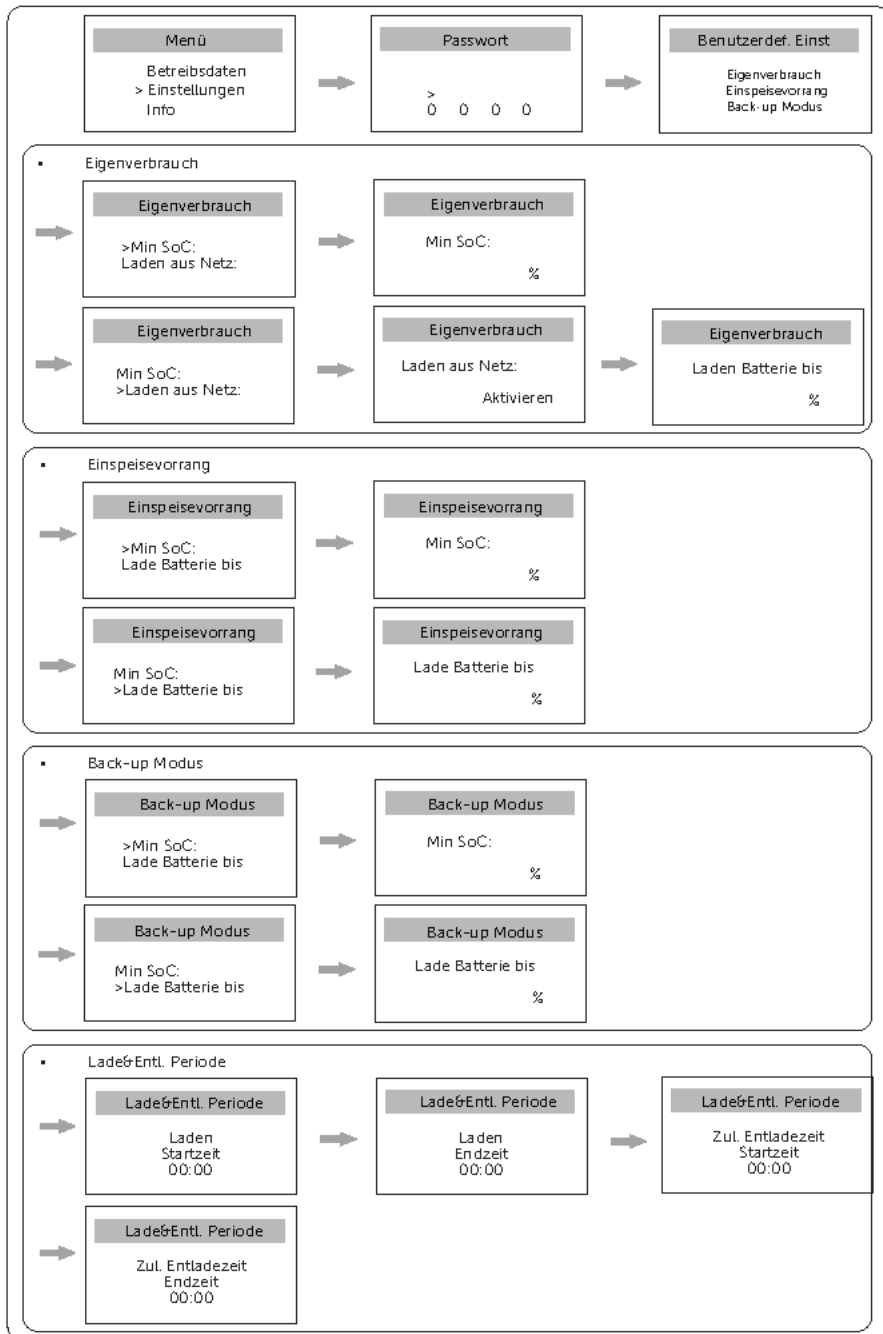 Menü
Betreibsdaten
> Einstellungen
Info
Passwort
>
0 0 0 0
Benutzerdef. Einst
Eigenverbrauch
Einspeisevorrang
Back-up Modus
▪ Eigenverbrauch
Eigenverbrauch
>Min SoC:
Laden aus Netz:
Eigenverbrauch
Min SoC:
%
Eigenverbrauch
Min SoC:
>Laden aus Netz:
Eigenverbrauch
Laden aus Netz:
Aktivieren
Eigenverbrauch
Laden Batterie bis
%
▪ Einspeisevorrang
Einspeisevorrang
>Min SoC:
Lade Batterie bis
Einspeisevorrang
Min SoC:
%
Einspeisevorrang
Min SoC:
>Lade Batterie bis
Einspeisevorrang
Lade Batterie bis
%
▪ Back-up Modus
Back-up Modus
>Min SoC:
Lade Batterie bis
Back-up Modus
Min SoC:
%
Back-up Modus
Min SoC:
>Lade Batterie bis
Back-up Modus
Lade Batterie bis
%
▪ Lade&Entl. Periode
Lade&Entl. Periode
Laden
Startzeit
00:00
Lade&Entl. Periode
Laden
Endzeit
00:00
Lade&Entl. Periode
Zul. Entladezeit
Startzeit
00:00
Lade&Entl. Periode
Zul. Entladezeit
Endzeit
00:00